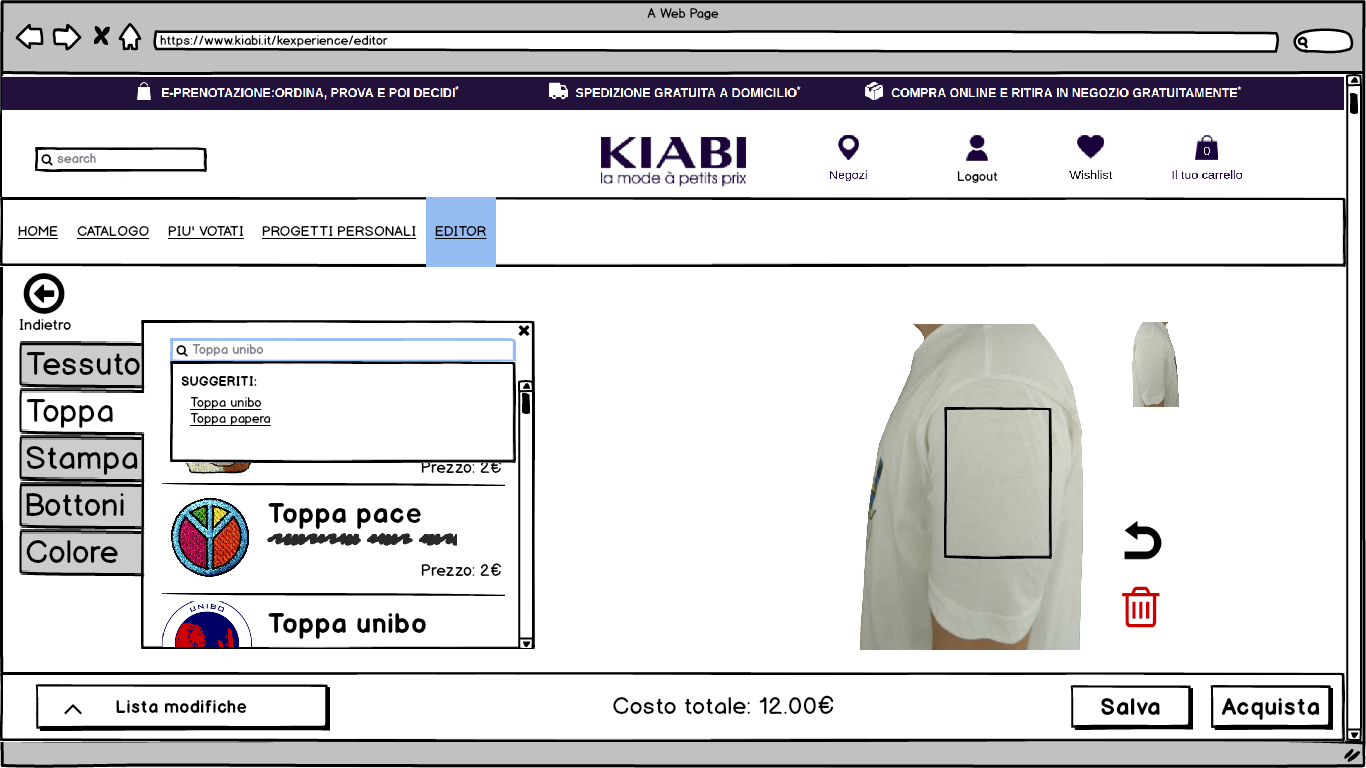 A Web Page
https://www.kiabi.it/kexperience/editor
E-PRENOTAZIONE:ORDINA, PROVA E POI DECIDI*
SPEDIZIONE GRATUITA A DOMICILIO*
COMPRA ONLINE E RITIRA IN NEGOZIO GRATUITAMENTE*
search
KIABI
la mode à petits prix
Negozi
Logout
Wishlist
0
Il tuo carrello
HOME
CATALOGO
PIU' VOTATI
PROGETTI PERSONALI
EDITOR
Indietro
Tessuto
Toppa
Stampa
Bottoni
Colore
Toppa unibo
SUGGERITI:
Toppa unibo
Toppa papera
Prezzo: 2€
Toppa pace
Prezzo: 2€
UNIBO
Toppa unibo
Lista modifiche
Costo totale: 12.00€
Salva
Acquista